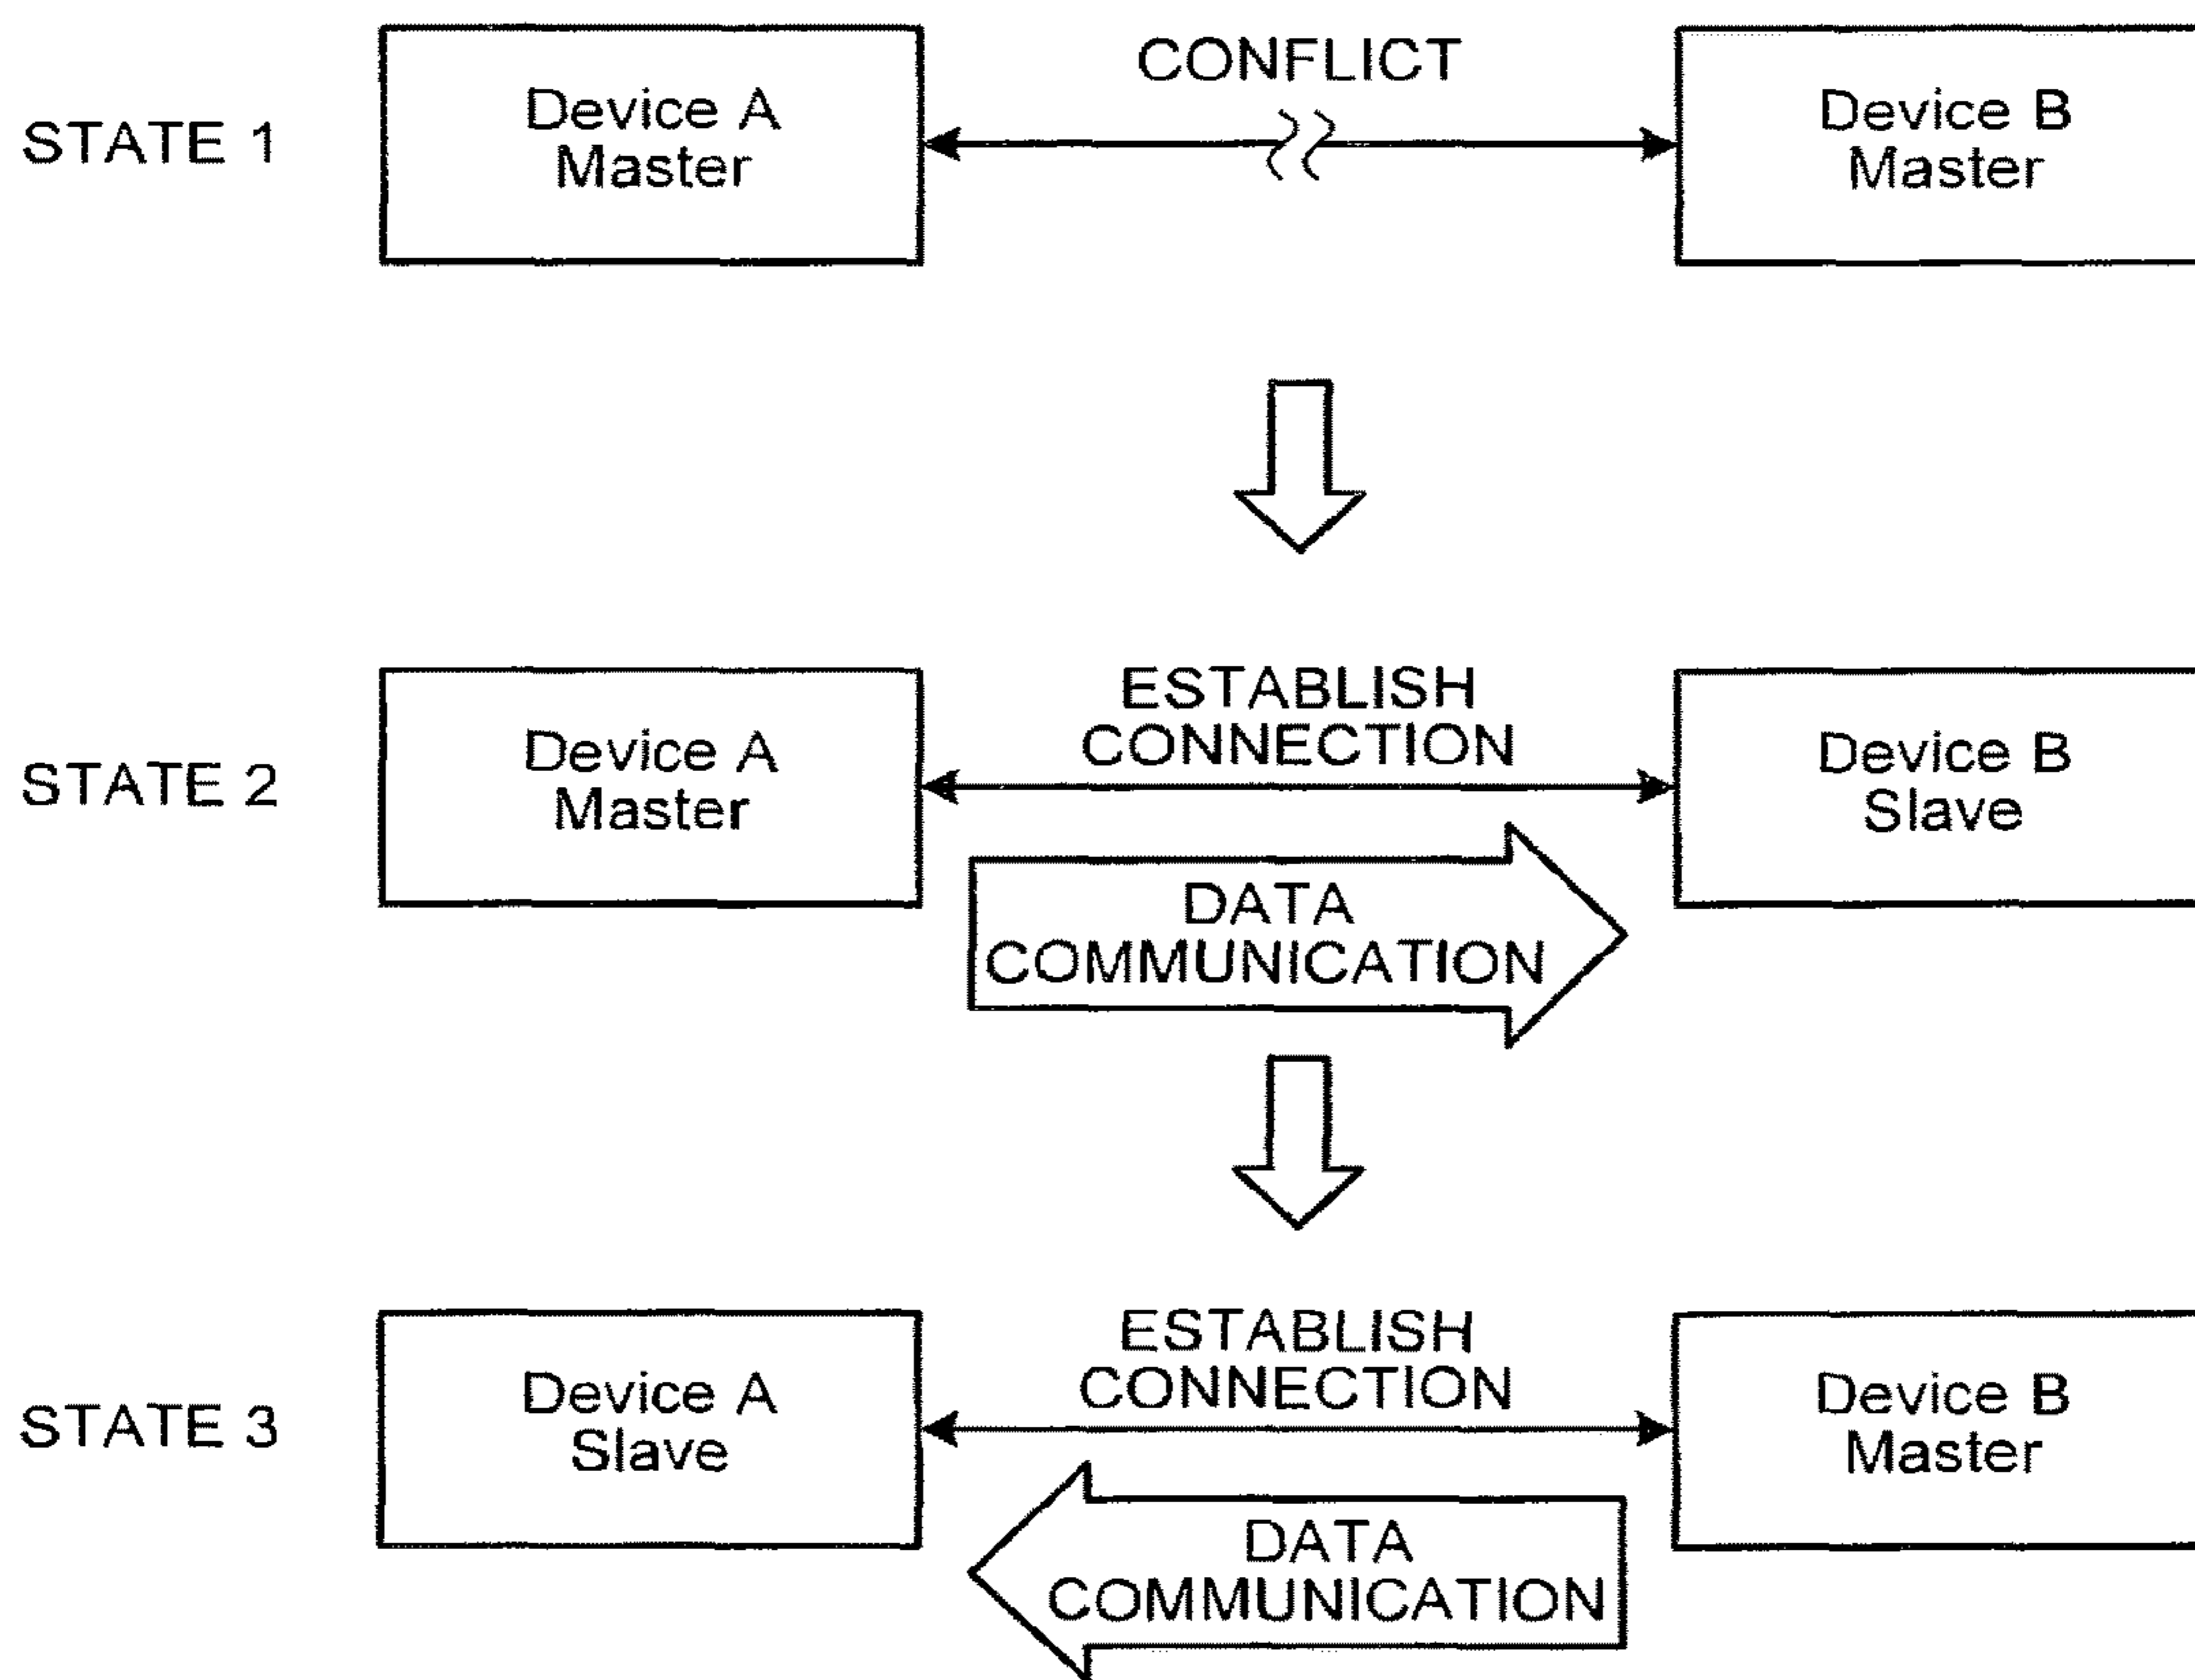 STATE 1
Device A
Master
CONFLICT
Device B
Master
STATE 2
Device A
Master
ESTABLISH
CONNECTION
Device B
Slave
DATA
COMMUNICATION
STATE 3
Device A
Slave
ESTABLISH
CONNECTION
Device B
Master
DATA
COMMUNICATION